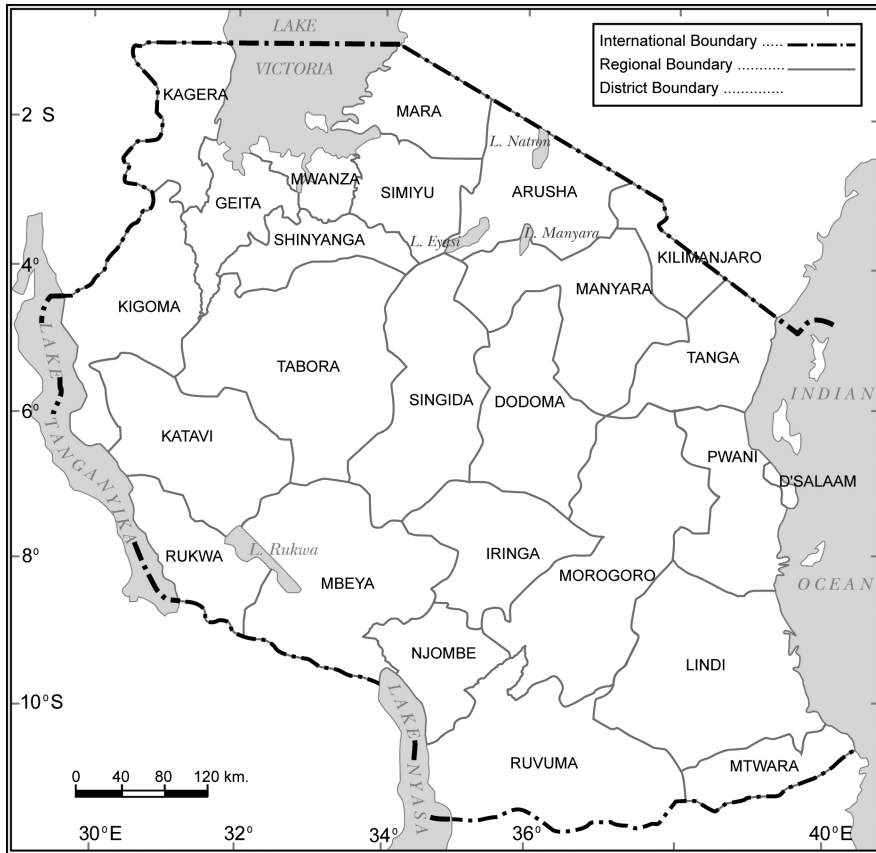 LAKE
VICTORIA
International Boundary .....
Regional Boundary ...........
District Boundary ..............
KAGERA
2 S
MARA
L. Natron
MWANZA
SIMIYU
ARUSHA
GEITA
SHINYANGA
L. Eyasi
L. Manyara
KILIMANJARO
4°
KIGOMA
MANYARA
LAKE TANGANYIKA
TABORA
TANGA
SINGIDA
DODOMA
INDIAN
6°
KATAVI
PWANI
D'SALAAM
8°
RUKWA
L. Rukwa
MBEYA
IRINGA
MOROGORO
OCEAN
NJOMBE
LINDI
10°S
LAKE NYASA
RUVUMA
MTWARA
0 40 80 120 km.
30°E 32° 34° 36° 38° 40°E